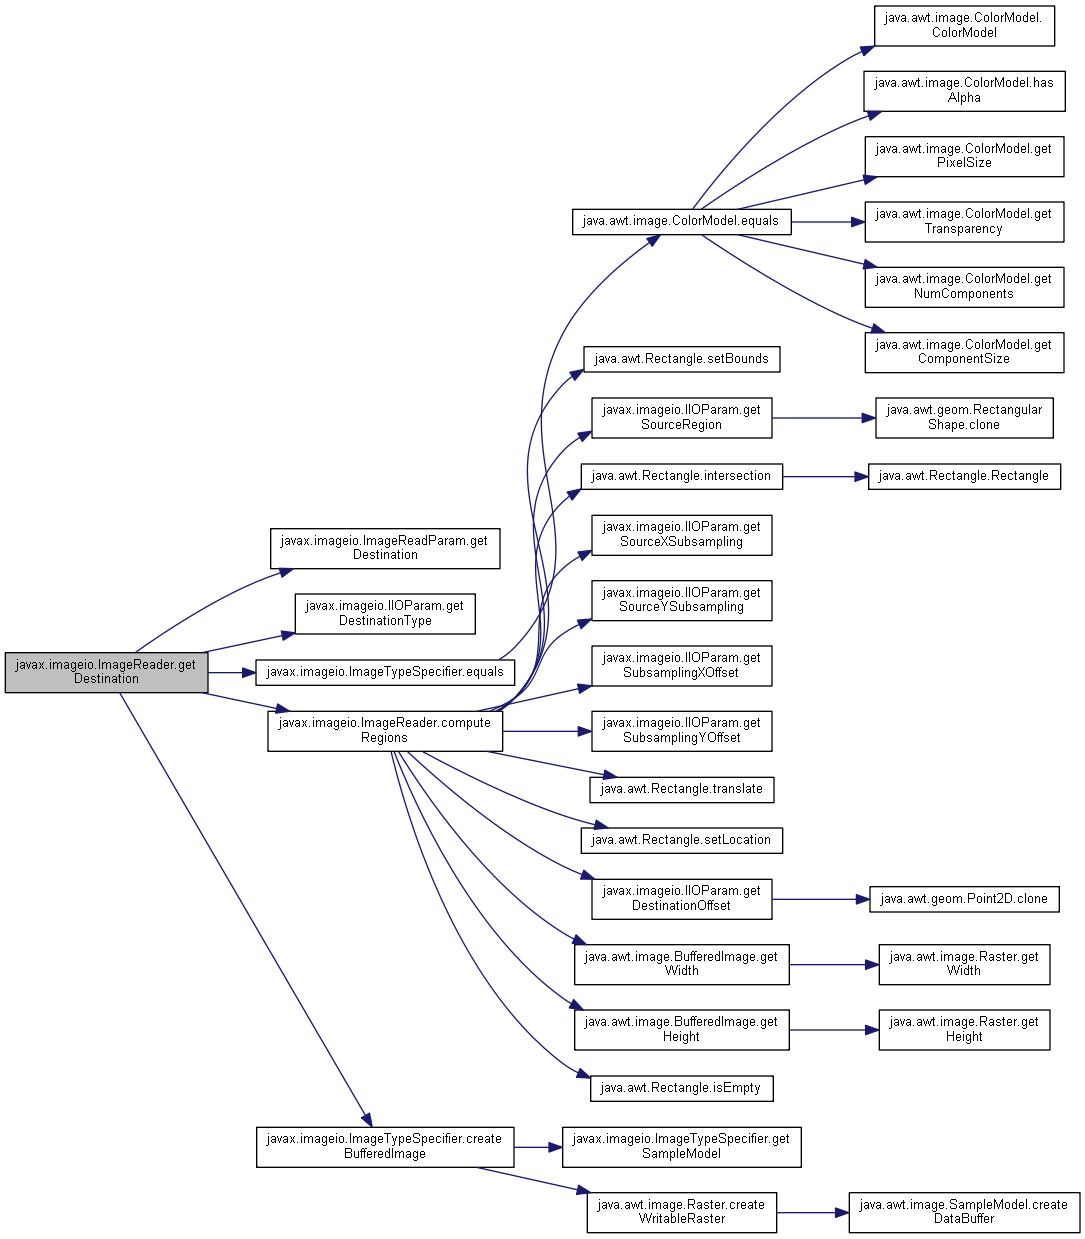 java.awt.image.ColorModel.
ColorModel
java.awt.image.ColorModel.has
Alpha
java.awt.image.ColorModel.get
PixelSize
java.awt.image.ColorModel.equals
java.awt.image.ColorModel.get
Transparency
java.awt.image.ColorModel.get
NumComponents
java.awt.image.ColorModel.get
ComponentSize
java.awt.Rectangle.setBounds
javax.imageio.IIOParam.get
SourceRegion
java.awt.geom.Rectangular
Shape.clone
java.awt.Rectangle.intersection
java.awt.Rectangle.Rectangle
javax.imageio.IIOParam.get
SourceXSubsampling
javax.imageio.ImageReadParam.get
Destination
javax.imageio.IIOParam.get
SourceYSubsampling
javax.imageio.IIOParam.get
DestinationType
javax.imageio.ImageReader.get
Destination
javax.imageio.ImageTypeSpecifier.equals
javax.imageio.IIOParam.get
SubsamplingXOffset
javax.imageio.ImageReader.compute
Regions
javax.imageio.IIOParam.get
SubsamplingYOffset
java.awt.Rectangle.translate
java.awt.Rectangle.setLocation
javax.imageio.IIOParam.get
DestinationOffset
java.awt.geom.Point2D.clone
java.awt.image.BufferedImage.get
Width
java.awt.image.Raster.get
Width
java.awt.image.BufferedImage.get
Height
java.awt.image.Raster.get
Height
java.awt.Rectangle.isEmpty
javax.imageio.ImageTypeSpecifier.create
BufferedImage
javax.imageio.ImageTypeSpecifier.get
SampleModel
java.awt.image.Raster.create
WritableRaster
java.awt.image.SampleModel.create
DataBuffer